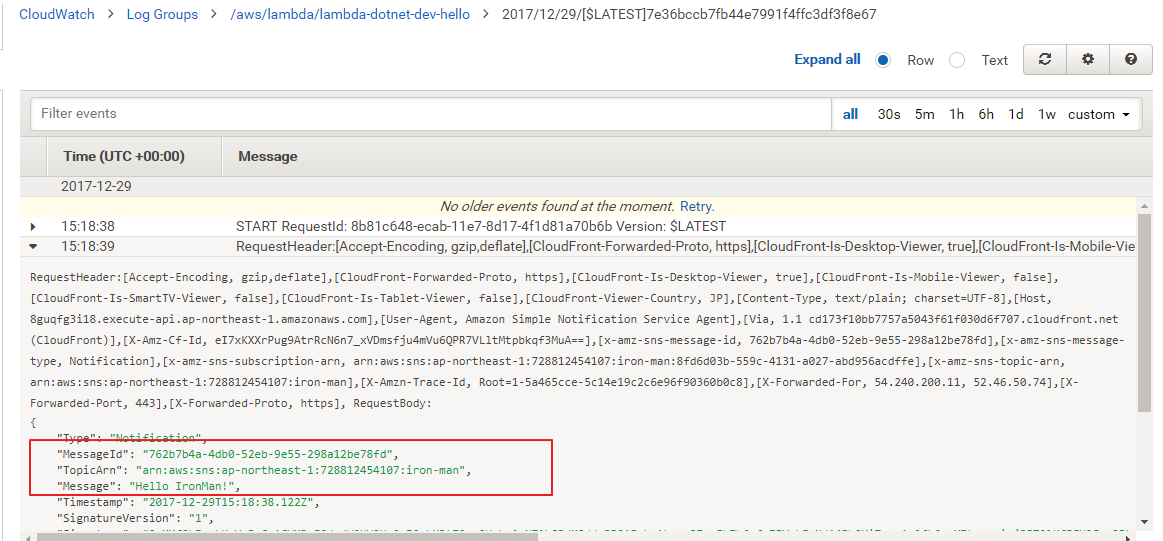 CloudWatch > Log Groups > /aws/lambda/lambda-dotnet-dev-hello > 2017/12/29/[$LATEST]7e36bccb7fb44e7991f4ffc3df3f8e67
Expand all Row Text
Filter events all 30s 5m 1h 6h 1d 1w custom
Time (UTC +00:00) Message
2017-12-29
No older events found at the moment. Retry.
15:18:38 START RequestId: 8b81c648-ecab-11e7-8d17-4f1d81a70b6b Version: $LATEST
15:18:39 RequestHeader:[Accept-Encoding, gzip,deflate],[CloudFront-Forwarded-Proto, https],[CloudFront-Is-Desktop-Viewer, true],[CloudFront-Is-Mobile-Vie
RequestHeader:[Accept-Encoding, gzip,deflate],[CloudFront-Forwarded-Proto, https],[CloudFront-Is-Desktop-Viewer, true],[CloudFront-Is-Mobile-Viewer, false],
[CloudFront-Is-SmartTV-Viewer, false],[CloudFront-Is-Tablet-Viewer, false],[CloudFront-Viewer-Country, JP],[Content-Type, text/plain; charset=UTF-8],[Host,
8guqfg3i18.execute-api.ap-northeast-1.amazonaws.com],[User-Agent, Amazon Simple Notification Service Agent],[Via, 1.1 cd173f10bb7757a5043f61f030d6f707.cloudfront.net
(CloudFront)],[X-Amz-Cf-Id, eI7xKXXrPug9AtrRcN6n7_xVDmsfju4mVu6QPR7VLltMtpbkqf3MuA==],[x-amz-sns-message-id, 762b7b4a-4db0-52eb-9e55-298a12be78fd],[x-amz-sns-message-
type, Notification],[x-amz-sns-subscription-arn, arn:aws:sns:ap-northeast-1:728812454107:iron-man:8fd6d03b-559c-4131-a027-abd956acdffe],[x-amz-sns-topic-arn,
arn:aws:sns:ap-northeast-1:728812454107:iron-man],[X-Amzn-Trace-Id, Root=1-5a465cce-5c14e19c2c6e96f90360b0c8],[X-Forwarded-For, 54.240.200.11, 52.46.50.74],[X-
Forwarded-Port, 443],[X-Forwarded-Proto, https], RequestBody:
{
"Type": "Notification",
"MessageId": "762b7b4a-4db0-52eb-9e55-298a12be78fd",
"TopicArn": "arn:aws:sns:ap-northeast-1:728812454107:iron-man",
"Message": "Hello IronMan!",
"Timestamp": "2017-12-29T15:18:38.122Z",
"SignatureVersion": "1",